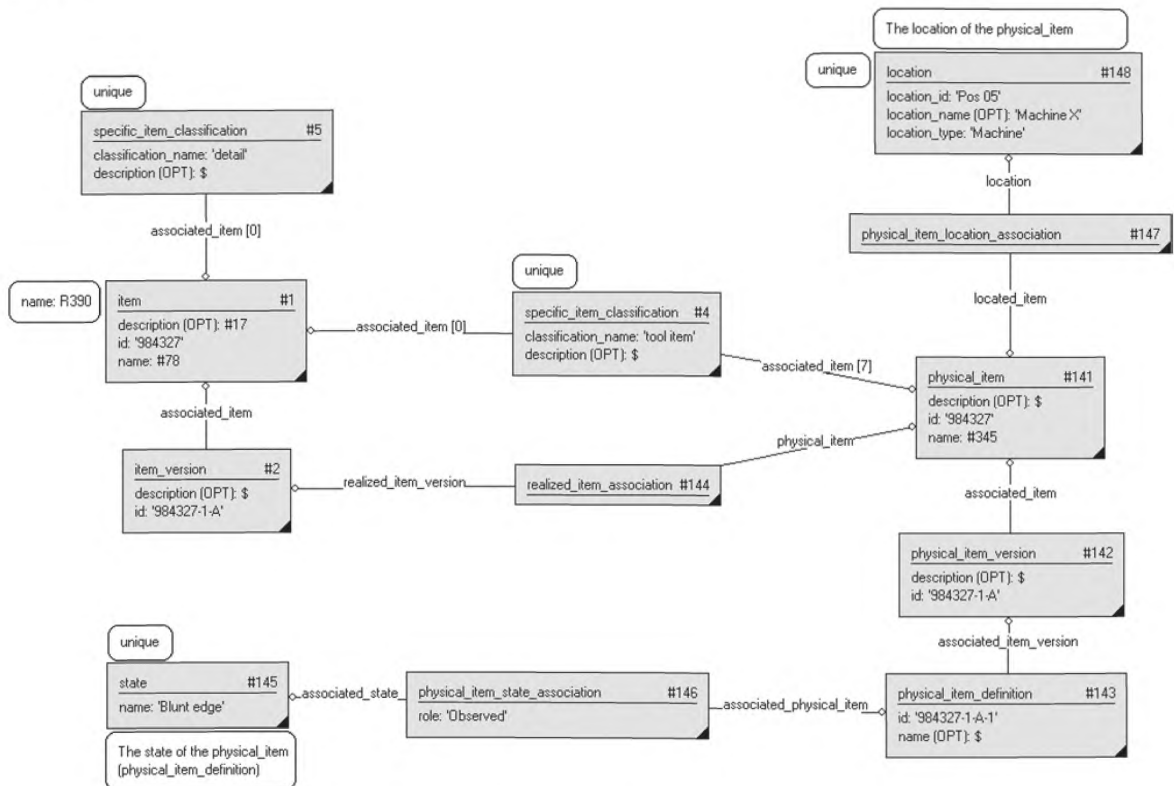 The location of the physical_item
unique
location #148
location_id: 'Pos 05'
location_name (OPT): 'Machine X'
location_type: 'Machine'
location
physical_item_location_association #147
located_item
unique
specific_item_classification #5
classification_name: 'detail'
description (OPT): $
associated_item [0]
name: R390
item #1
description (OPT): #17
id: '984327'
name: #78
associated_item [0]
unique
specific_item_classification #4
classification_name: 'tool item'
description (OPT): $
associated_item [7]
physical_item #141
description (OPT): $
id: '984327'
name: #345
associated_item
item_version #2
description (OPT): $
id: '984327-1-A'
realized_item_version
realized_item_association #144
physical_item
associated_item
physical_item_version #142
description (OPT): $
id: '984327-1-A'
associated_item_version
unique
state #145
name: 'Blunt edge'
The state of the physical_item
(physical_item_definition)
associated_state
physical_item_state_association #146
role: 'Observed'
associated_physical_item
physical_item_definition #143
id: '984327-1-A-1'
name (OPT): $